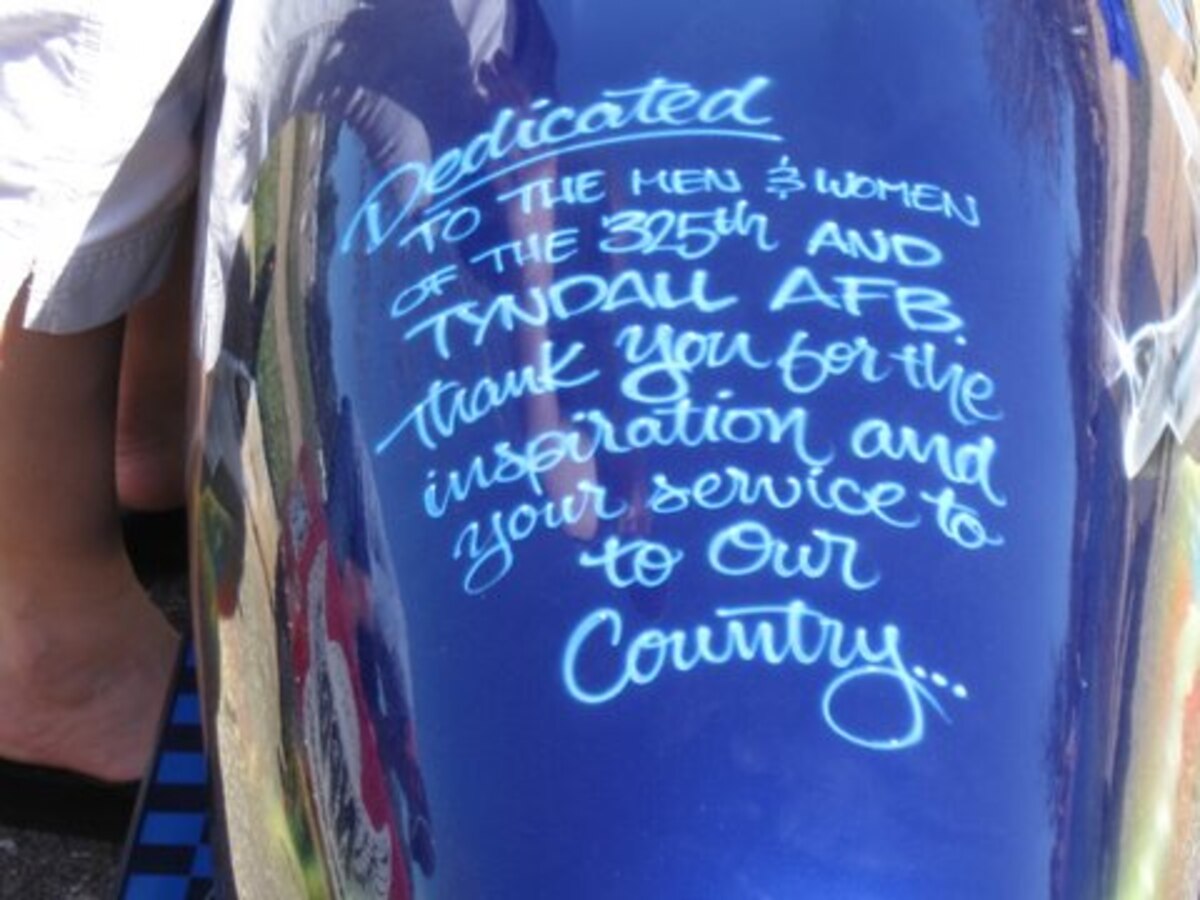 Dedicated
TO THE MEN & WOMEN
OF THE 325th AND
TYNDALL AFB.
thank you for the
inspiration and
your service to
to Our
Country...